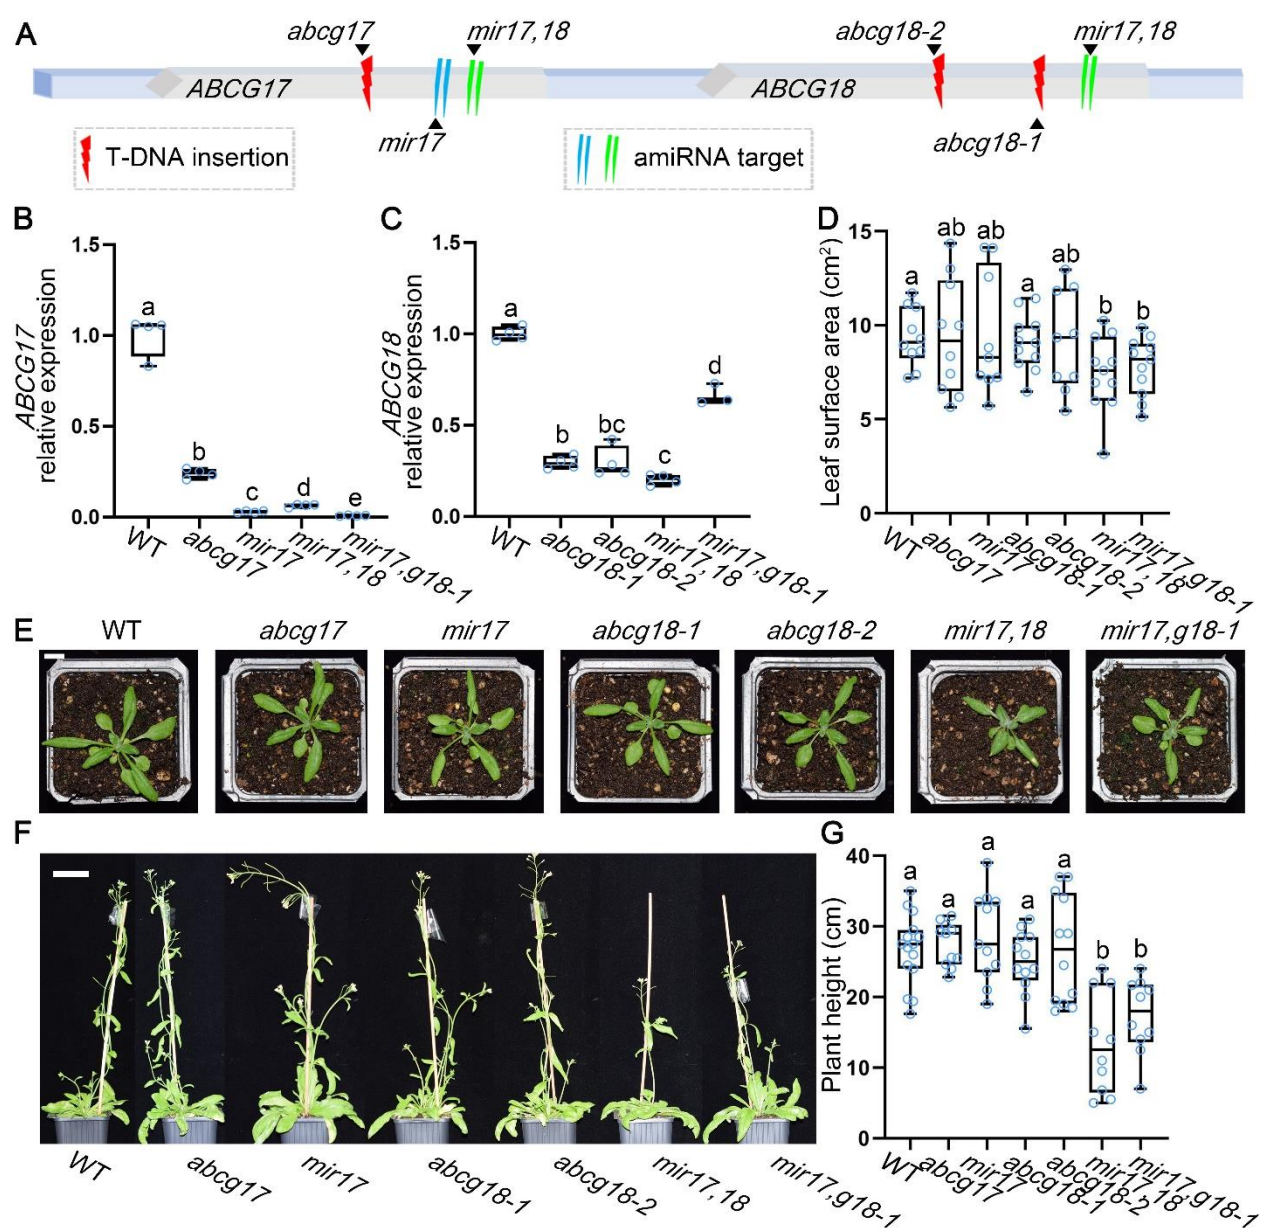 A
abcg17 mir17,18 abcg18-2 mir17,18
ABCG17 ABCG18
mir17 abcg18-1
T-DNA insertion amiRNA target
B
ABCG17
relative expression
1.5
1.0
0.5
0.0
a
b
c
d
e
WT abcg17 mir17 mir17,18 mir17,g18-1
C
ABCG18
relative expression
1.5
1.0
0.5
0.0
a
b
bc
c
d
WT abcg18-1 abcg18-2 mir17,18 mir17,g18-1
D
Leaf surface area (cm²)
15
10
5
0
a ab ab a ab b b
WT abcg17 mir17 abcg18-1 abcg18-2 mir17,18 mir17,g18-1
E
WT abcg17 mir17 abcg18-1 abcg18-2 mir17,18 mir17,g18-1
F
WT abcg17 mir17 abcg18-1 abcg18-2 mir17,18 mir17,g18-1
G
Plant height (cm)
40
30
20
10
0
a a a a a b b
WT abcg17 mir17 abcg18-1 abcg18-2 mir17,18 mir17,g18-1